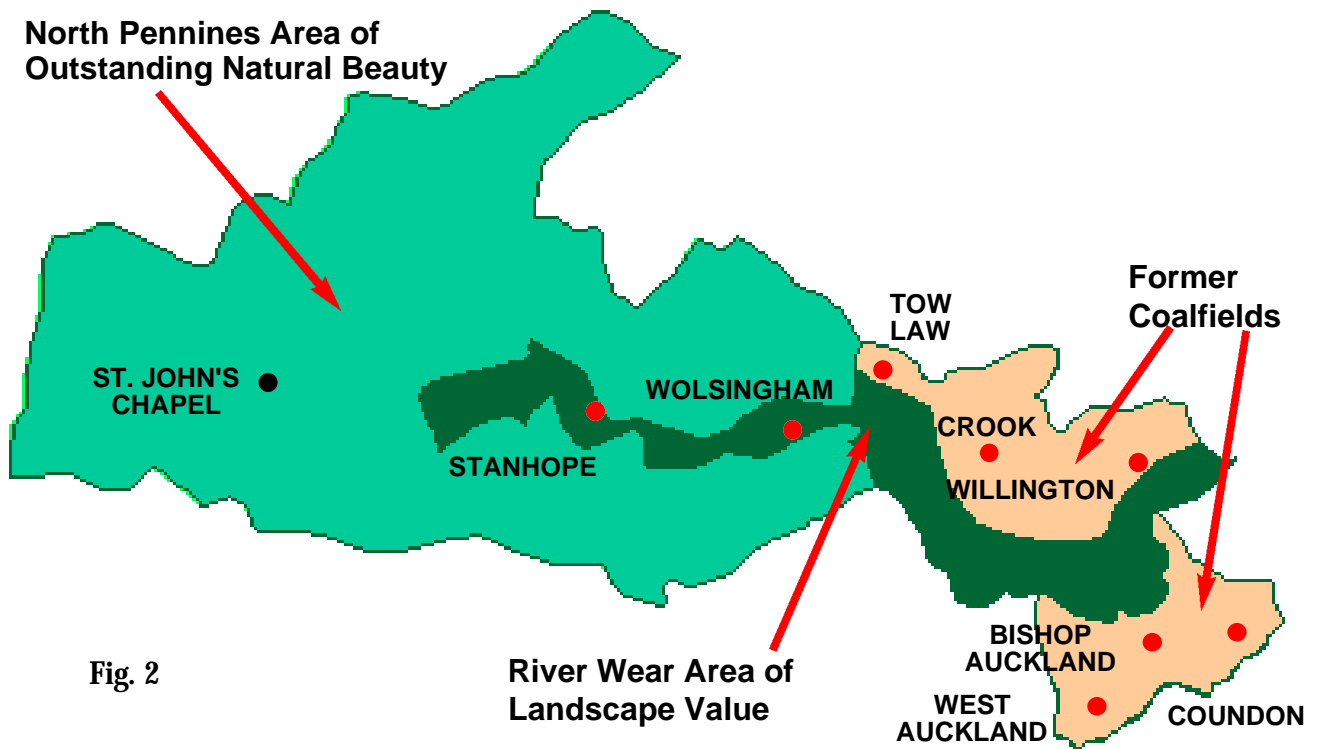 North Pennines Area of
Outstanding Natural Beauty
Former
Coalfields
TOW
LAW
ST. JOHN'S
CHAPEL
WOLSINGHAM
CROOK
STANHOPE
WILLINGTON
BISHOP
AUCKLAND
River Wear Area of
Landscape Value
Fig. 2
WEST
AUCKLAND
COUNDON